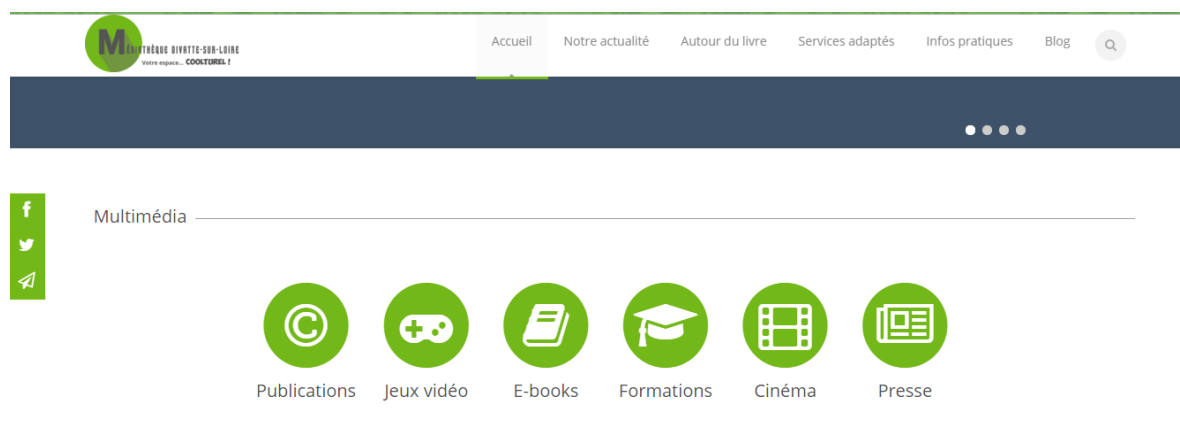 MÉDIATHÈQUE DIVATTE-SUR-LOIRE
Votre espace... COOLTUREL !
Accueil Notre actualité Autour du livre Services adaptés Infos pratiques Blog
Multimédia
Publications Jeux vidéo E-books Formations Cinéma Presse